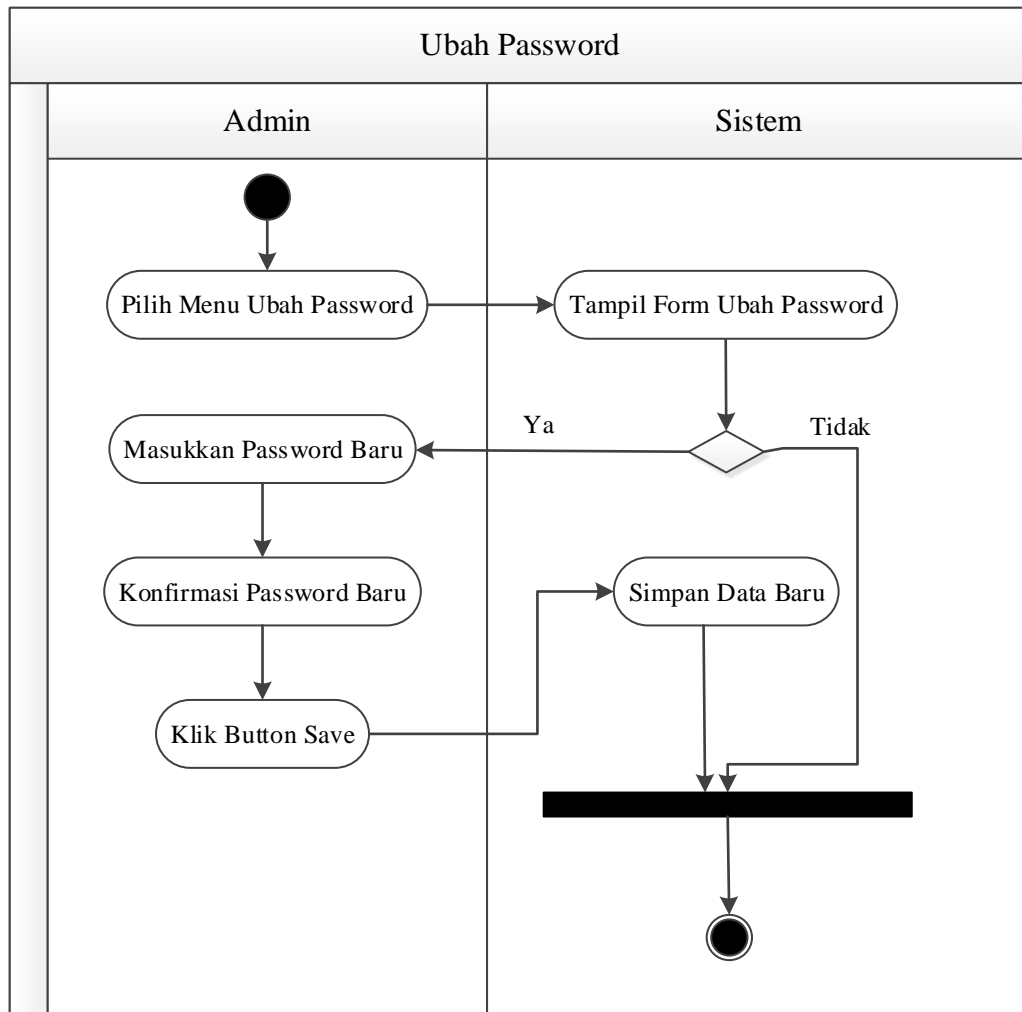 Ubah Password
Admin
Sistem
Pilih Menu Ubah Password
Tampil Form Ubah Password
Ya
Tidak
Masukkan Password Baru
Konfirmasi Password Baru
Simpan Data Baru
Klik Button Save